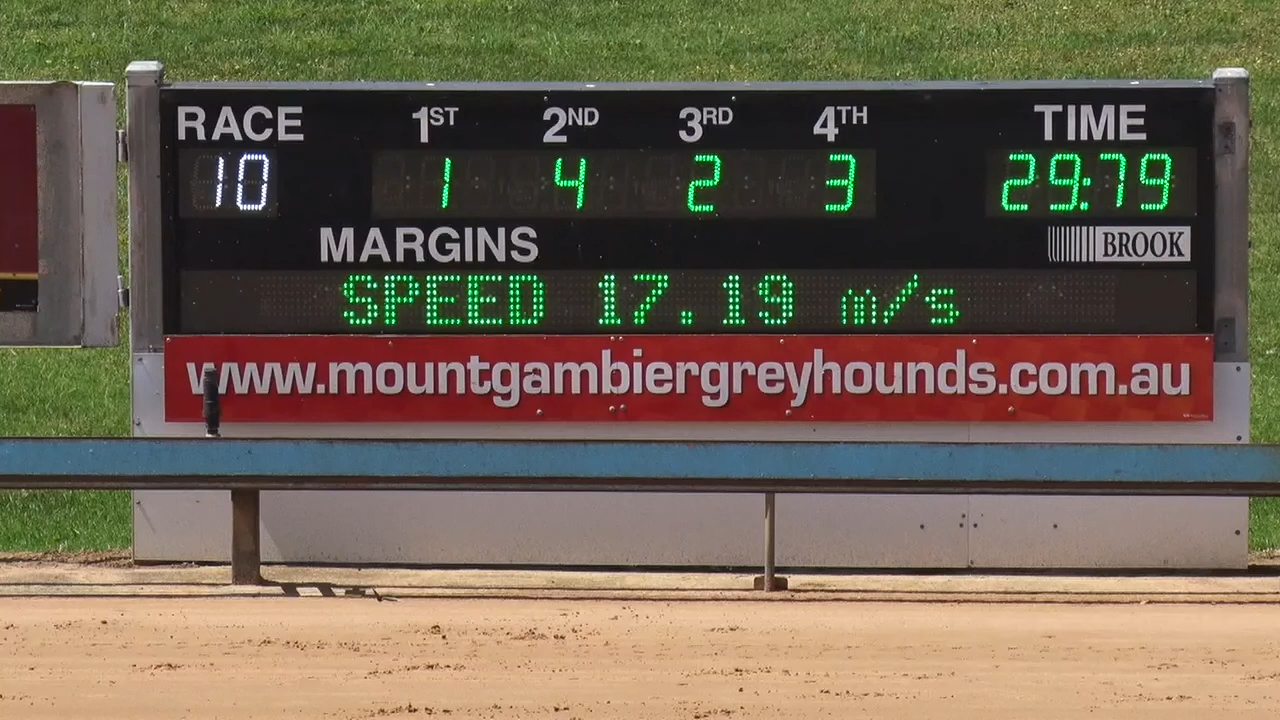 RACE 1ST 2ND 3RD 4TH TIME
10 1 4 2 3 29:79
MARGINS BROOK
SPEED 17.19 m/s
www.mountgambiergreyhounds.com.au